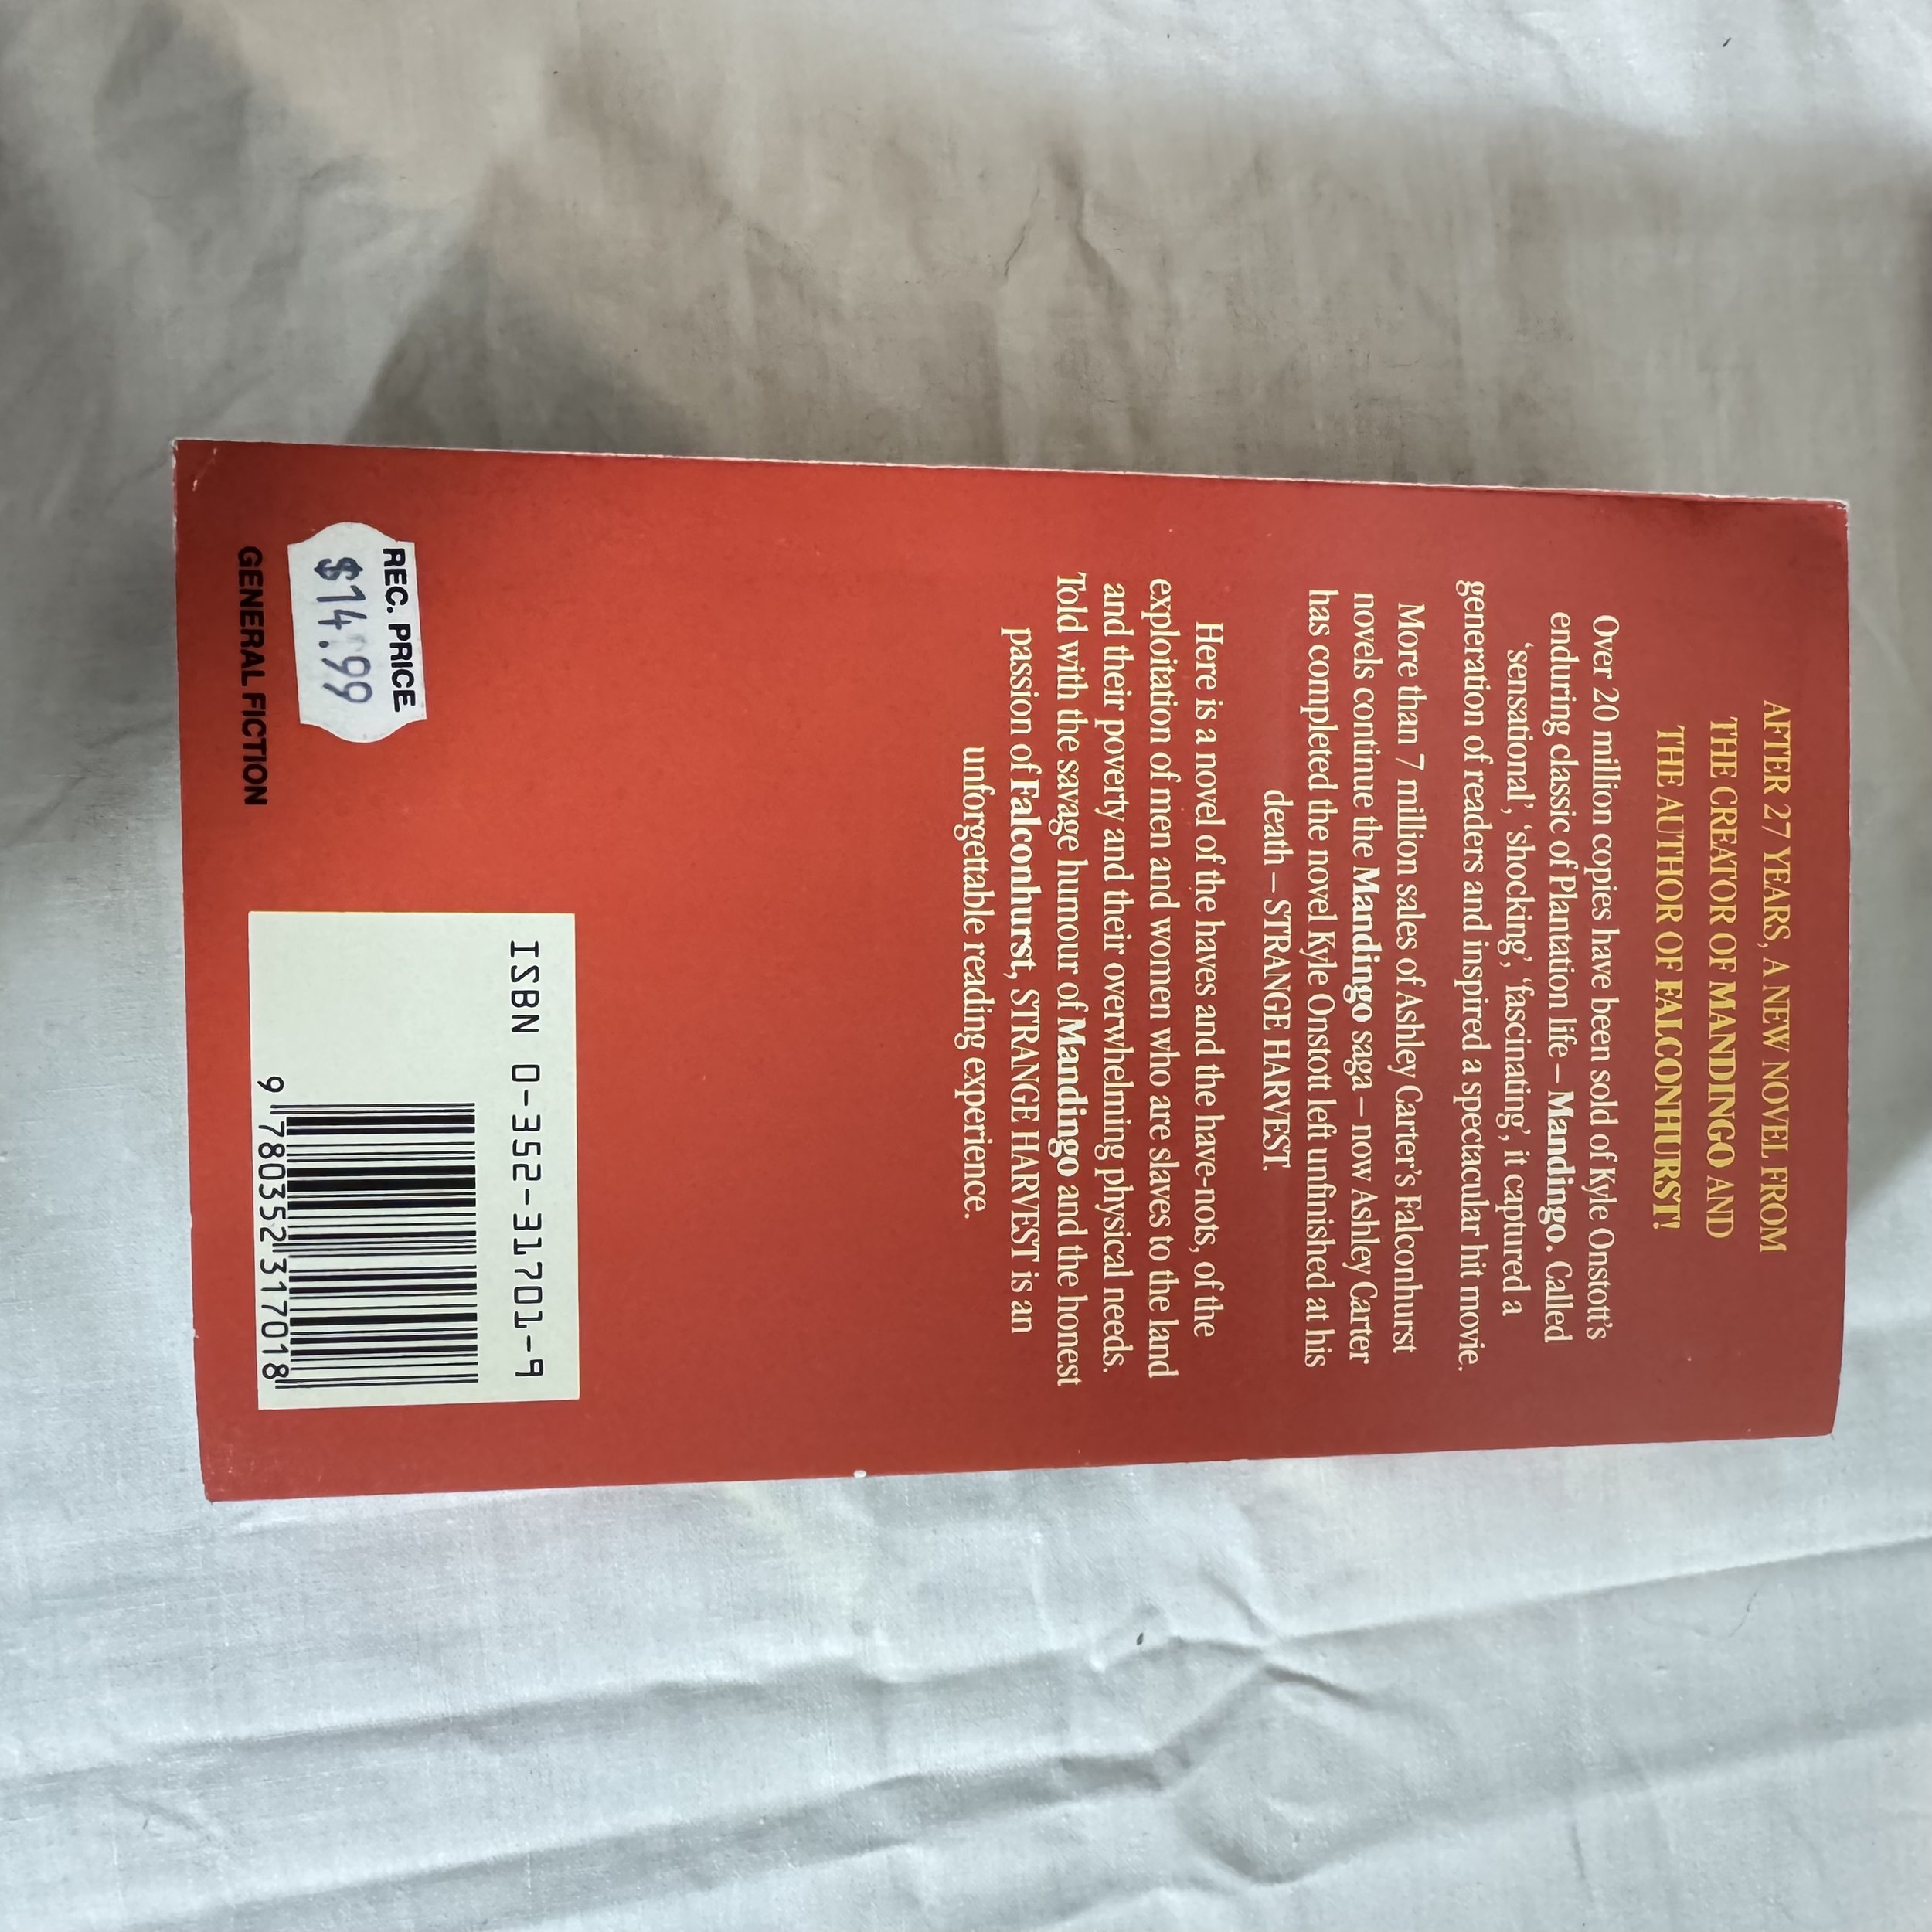 AFTER 27 YEARS, A NEW NOVEL FROM
THE CREATOR OF MANDINGO AND
THE AUTHOR OF FALCONHURST!
Over 20 million copies have been sold of Kyle Onstott's
enduring classic of Plantation life – Mandingo. Called
'sensational', 'shocking', 'fascinating', it captured a
generation of readers and inspired a spectacular hit movie.
More than 7 million sales of Ashley Carter's Falconhurst
novels continue the Mandingo saga – now Ashley Carter
has completed the novel Kyle Onstott left unfinished at his
death – STRANGE HARVEST.
Here is a novel of the haves and the have-nots, of the
exploitation of men and women who are slaves to the land
and their poverty and their overwhelming physical needs.
Told with the savage humour of Mandingo and the honest
passion of Falconhurst, STRANGE HARVEST is an
unforgettable reading experience.
REC. PRICE
$14.99
GENERAL FICTION
ISBN 0-352-31701-9
9 780352 317018